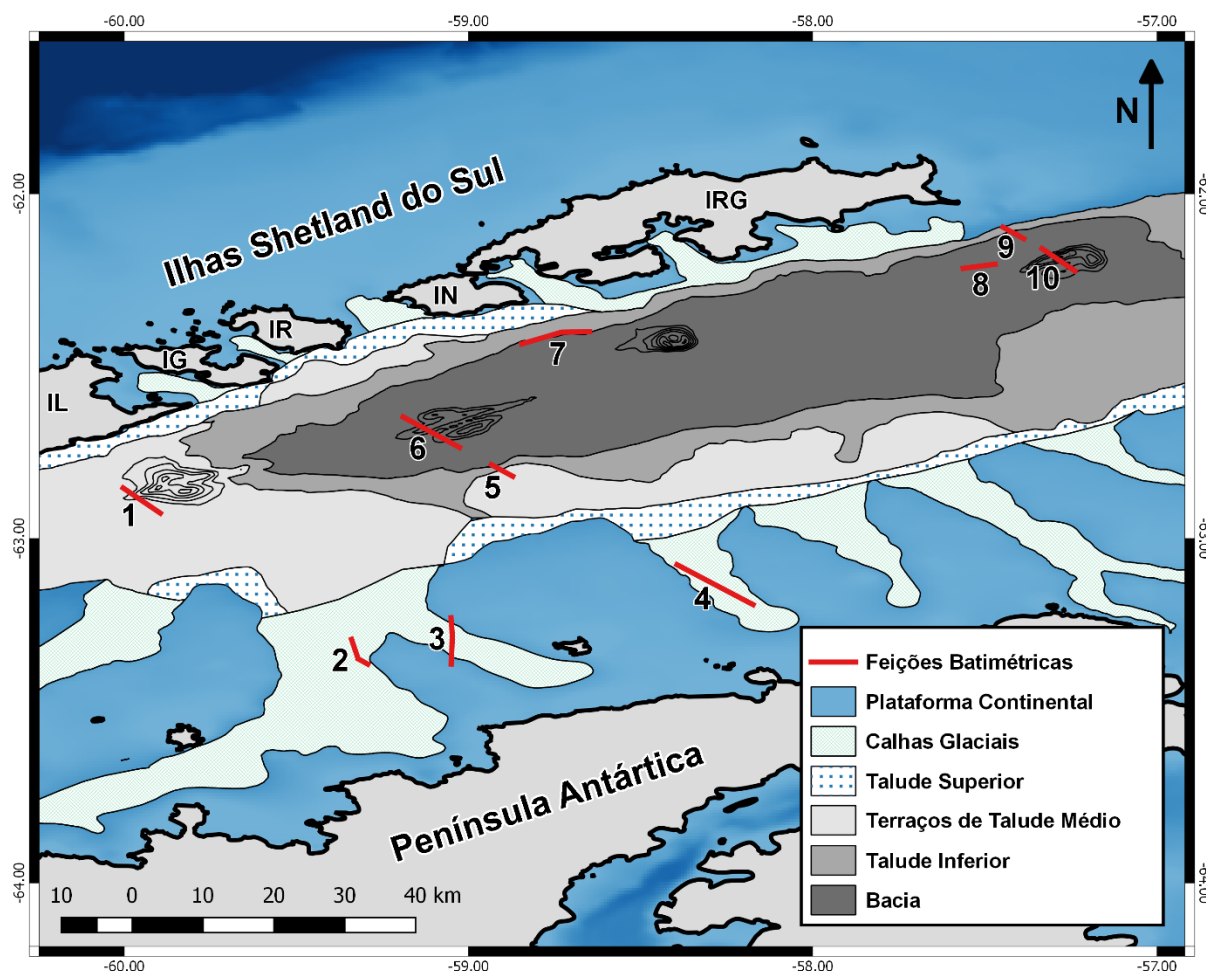 -60.00 -59.00 -58.00 -57.00
N
-62.00 -62.00
Ilhas Shetland do Sul
IRG
IN
IR
IG
IL
9
8 10
7
6
5
1
-63.00 -63.00
4
3
2
Península Antártica
Feições Batimétricas
Plataforma Continental
Calhas Glaciais
Talude Superior
Terraços de Talude Médio
Talude Inferior
Bacia
-64.00 -64.00
10 0 10 20 30 40 km
-60.00 -59.00 -58.00 -57.00